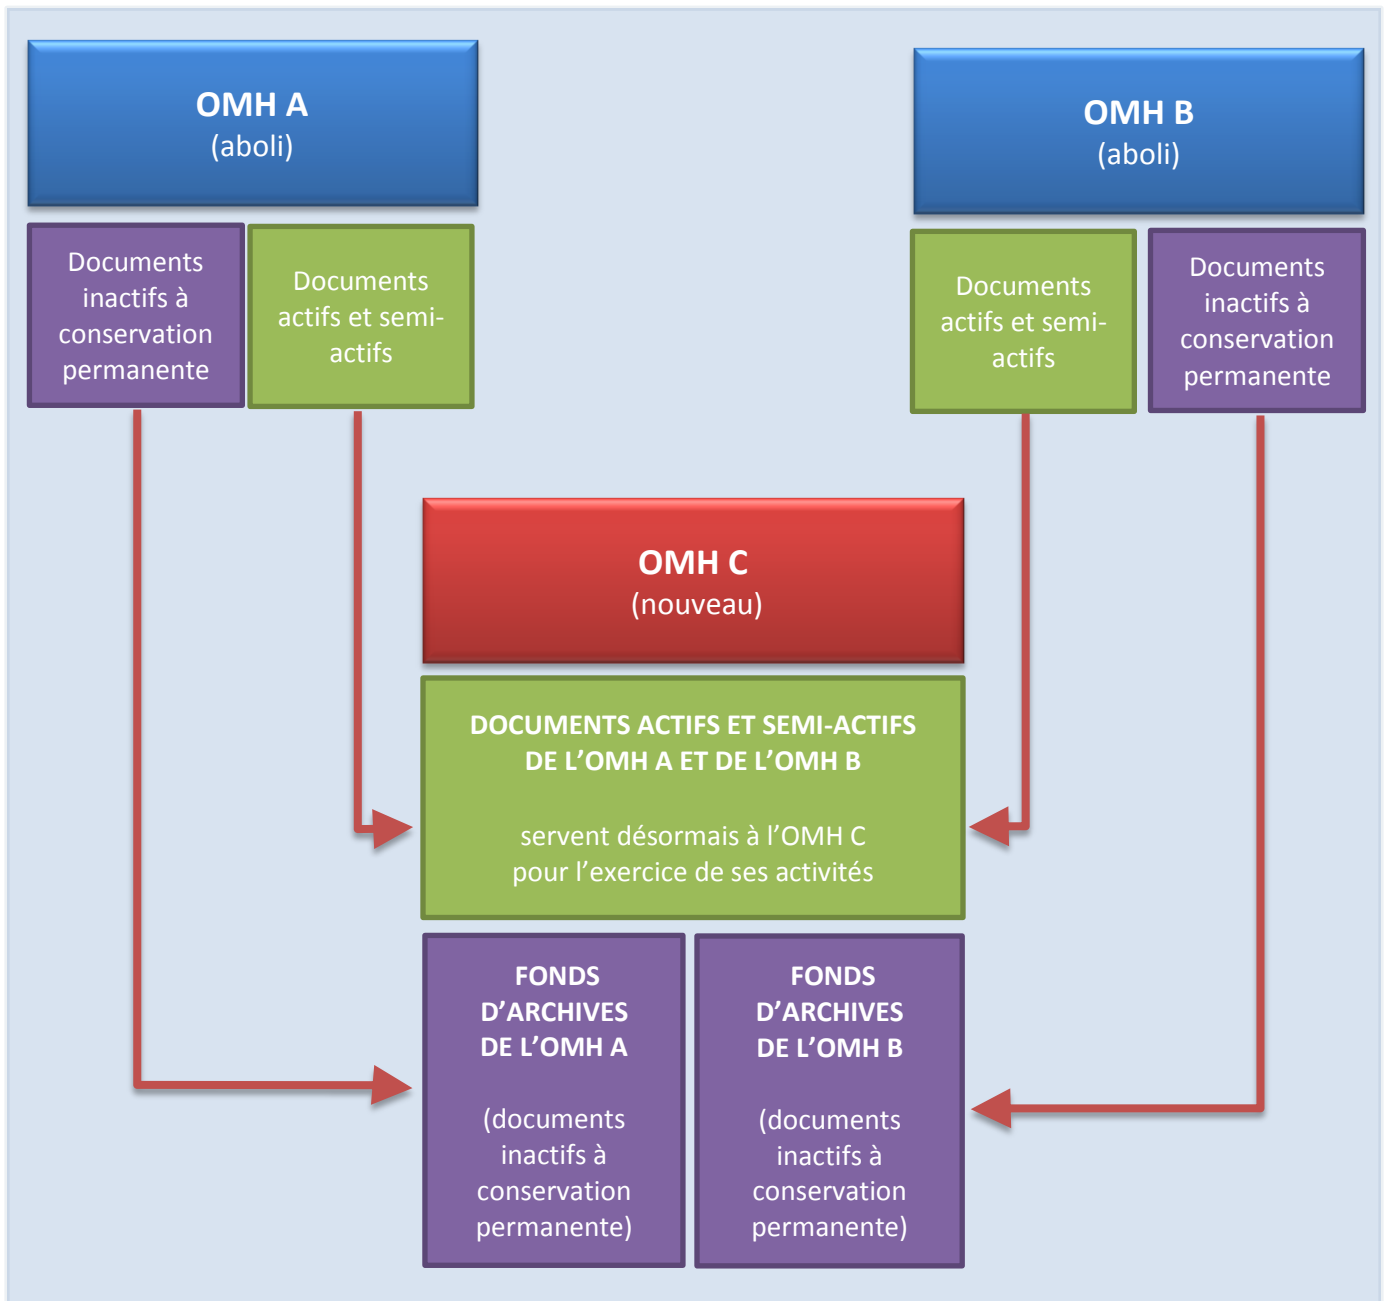 OMH A
(aboli)
OMH B
(aboli)
Documents
inactifs à
conservation
permanente
Documents
actifs et semi-
actifs
Documents
actifs et semi-
actifs
Documents
inactifs à
conservation
permanente
OMH C
(nouveau)
DOCUMENTS ACTIFS ET SEMI-ACTIFS
DE L’OMH A ET DE L’OMH B
servent désormais à l’OMH C
pour l’exercice de ses activités
FONDS
D’ARCHIVES
DE L’OMH A
(documents
inactifs à
conservation
permanente)
FONDS
D’ARCHIVES
DE L’OMH B
(documents
inactifs à
conservation
permanente)